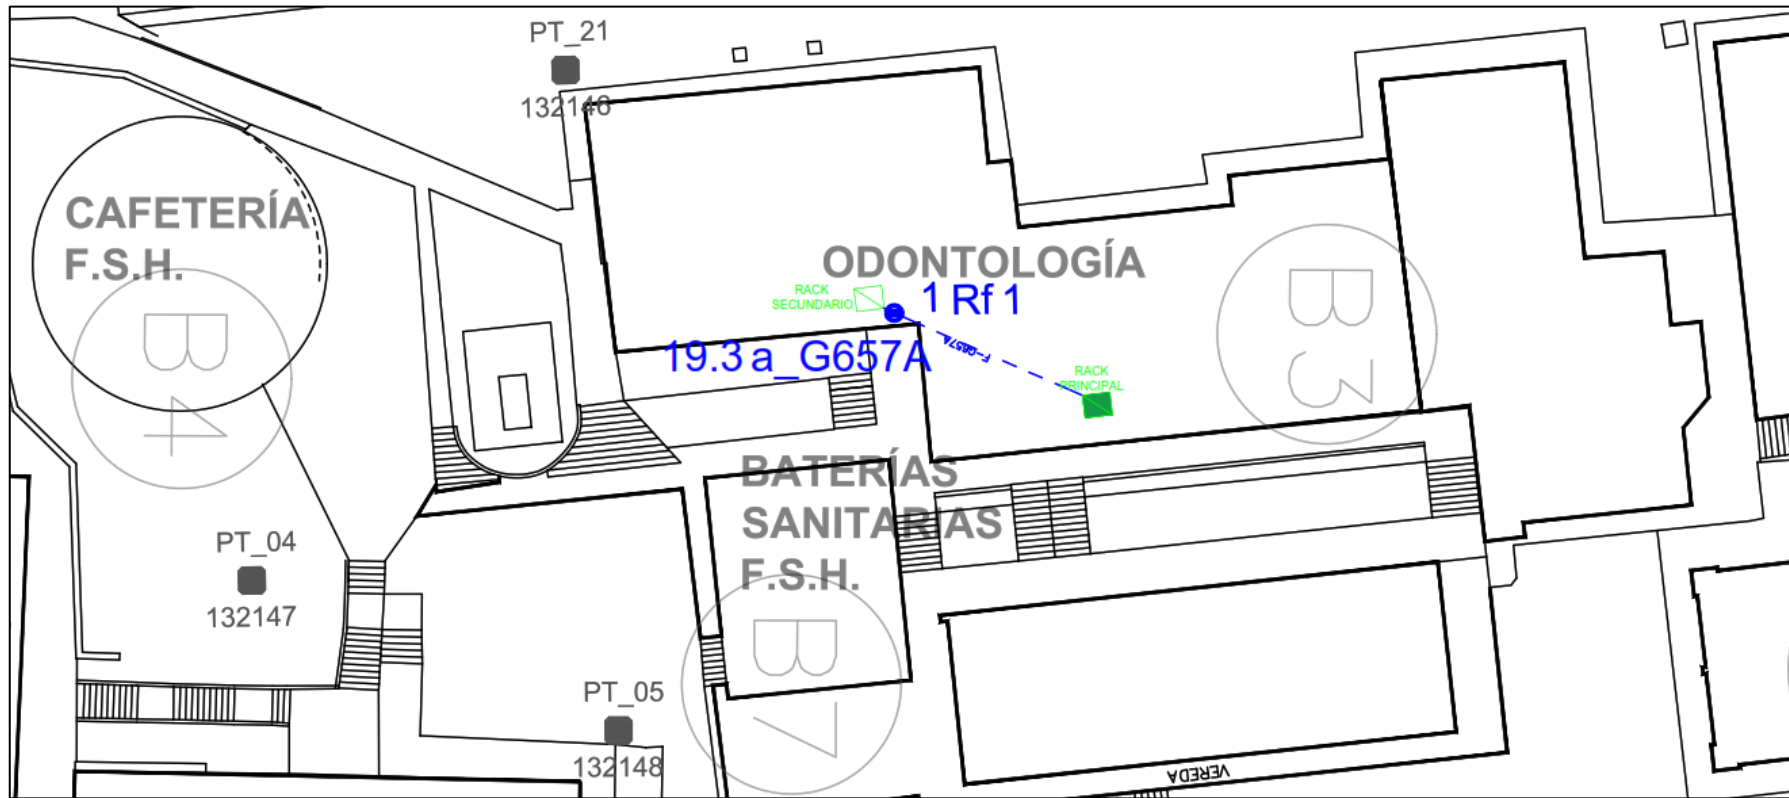 PT_21
132146
CAFETERÍA
F.S.H.
B4
ODONTOLOGÍA
B3
RACK
SECUNDARIO
1 Rf 1
19.3 a_G657A
F-G657A
RACK
PRINCIPAL
BATERÍAS
SANITARIAS
F.S.H.
PT_04
132147
B7
PT_05
132148
VEREDA